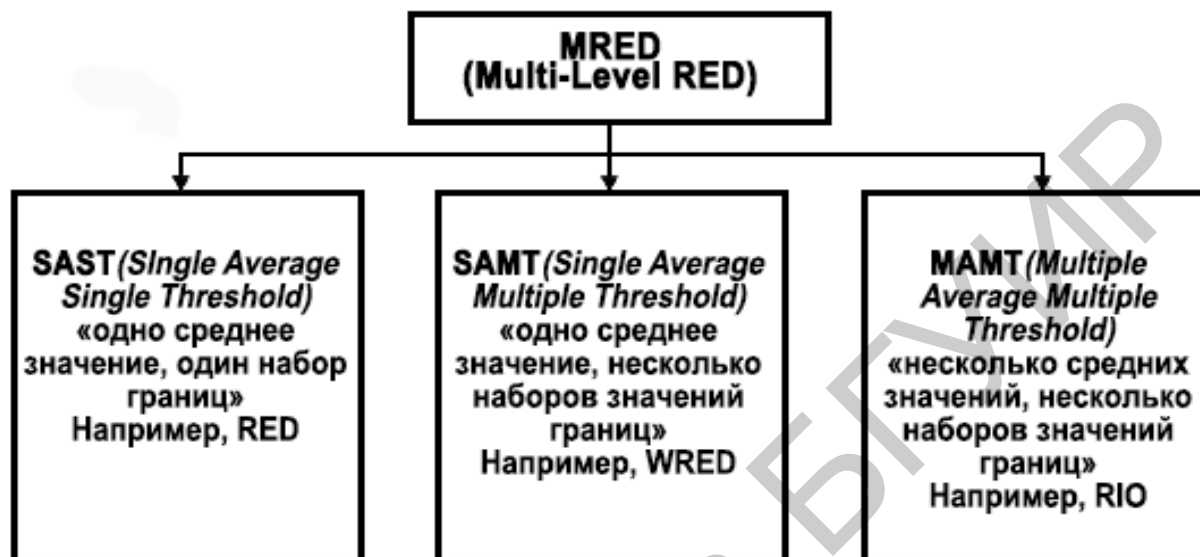 MRED
(Multi-Level RED)
SAST(SIngle Average
Single Threshold)
«одно среднее
значение, один набор
границ»
Например, RED
SAMT(Single Average
Multiple Threshold)
«одно среднее
значение, несколько
наборов значений
границ»
Например, WRED
MAMT(Multiple
Average Multiple
Threshold)
«несколько средних
значений, несколько
наборов значений
границ»
Например, RIO
БГУИР